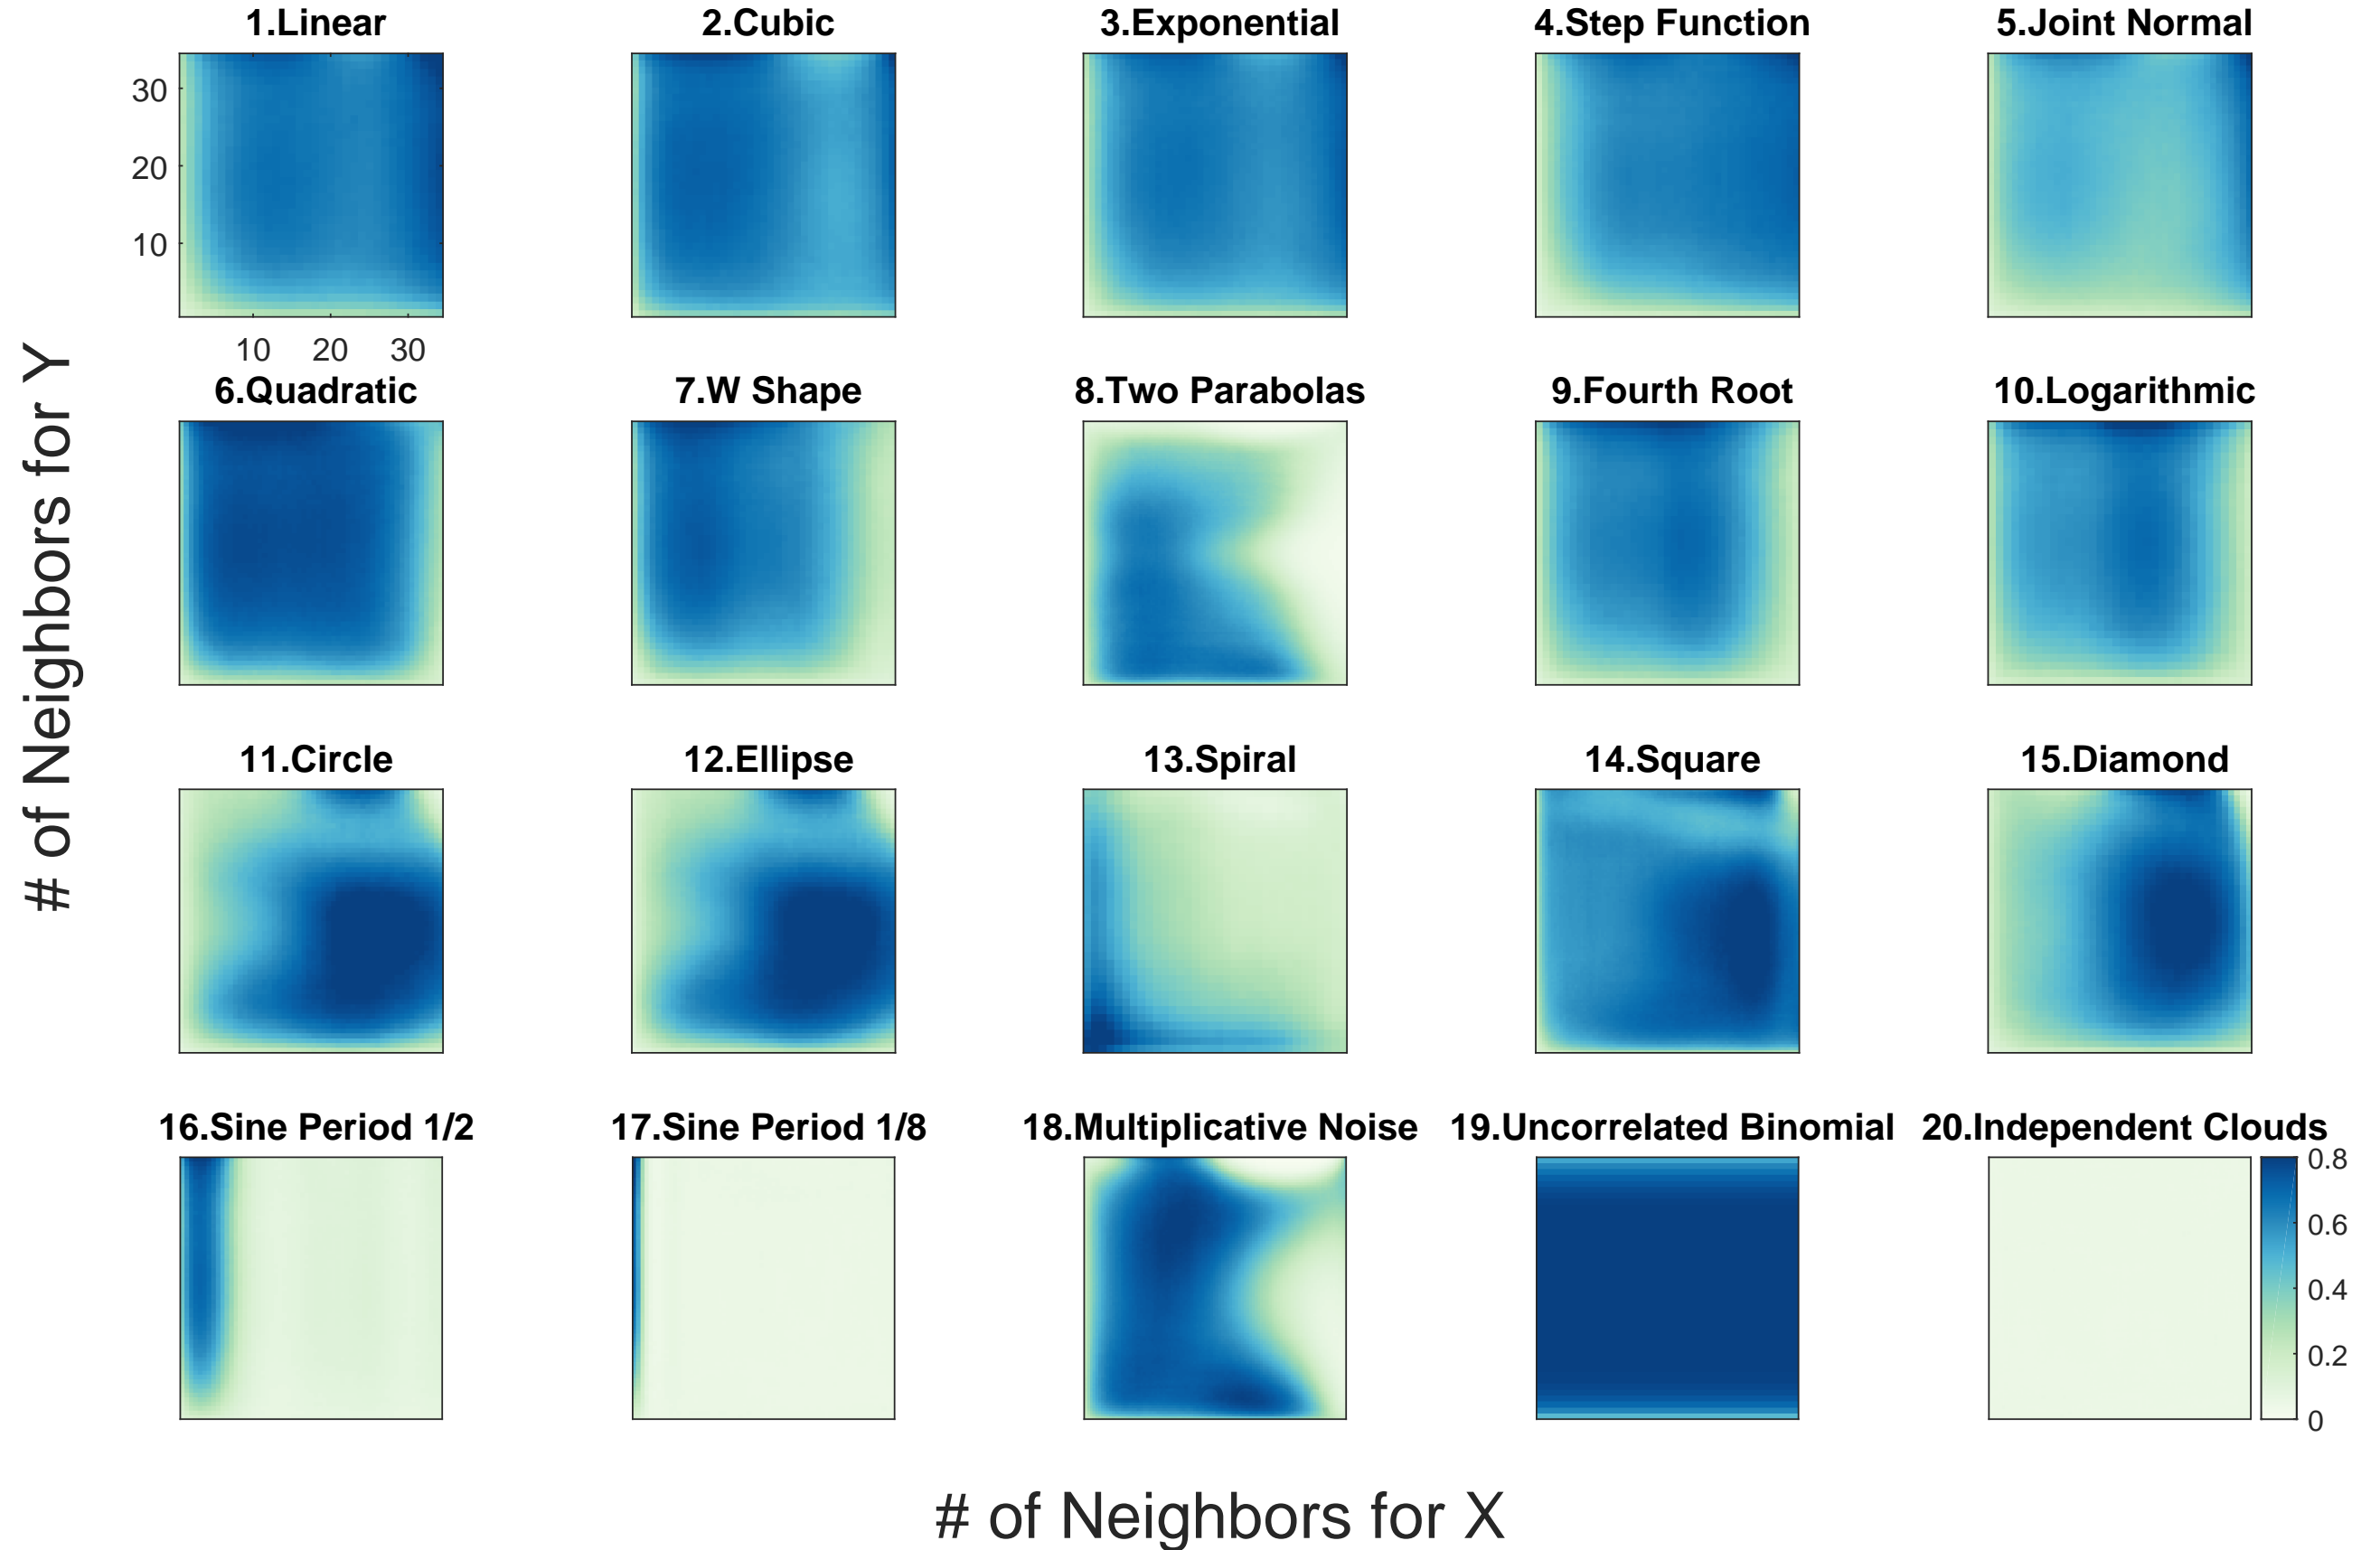 1.Linear
2.Cubic
3.Exponential
4.Step Function
5.Joint Normal
30
20
10
10 20 30
# of Neighbors for Y
6.Quadratic
7.W Shape
8.Two Parabolas
9.Fourth Root
10.Logarithmic
11.Circle
12.Ellipse
13.Spiral
14.Square
15.Diamond
16.Sine Period 1/2
17.Sine Period 1/8
18.Multiplicative Noise
19.Uncorrelated Binomial
20.Independent Clouds
0.8
0.6
0.4
0.2
0
# of Neighbors for X